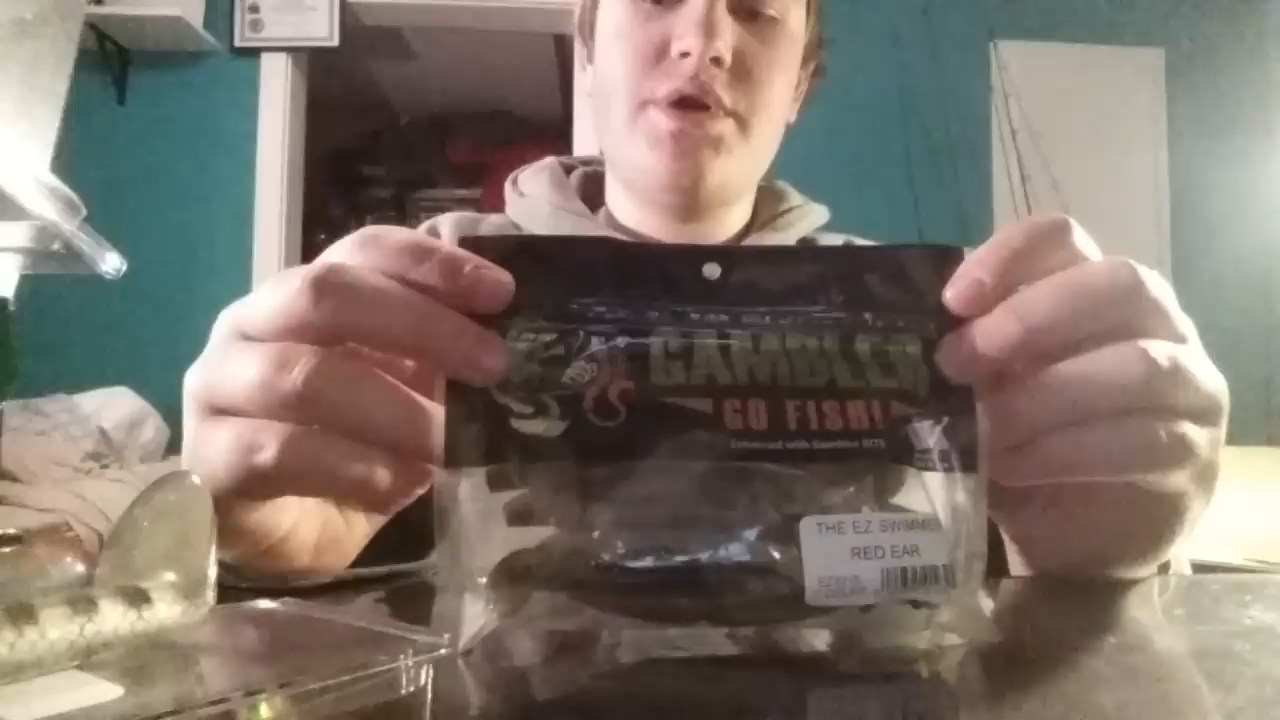 GAMBLER
GO FISH!
Enhanced with Gambler
THE EZ SWIMMER
RED EAR